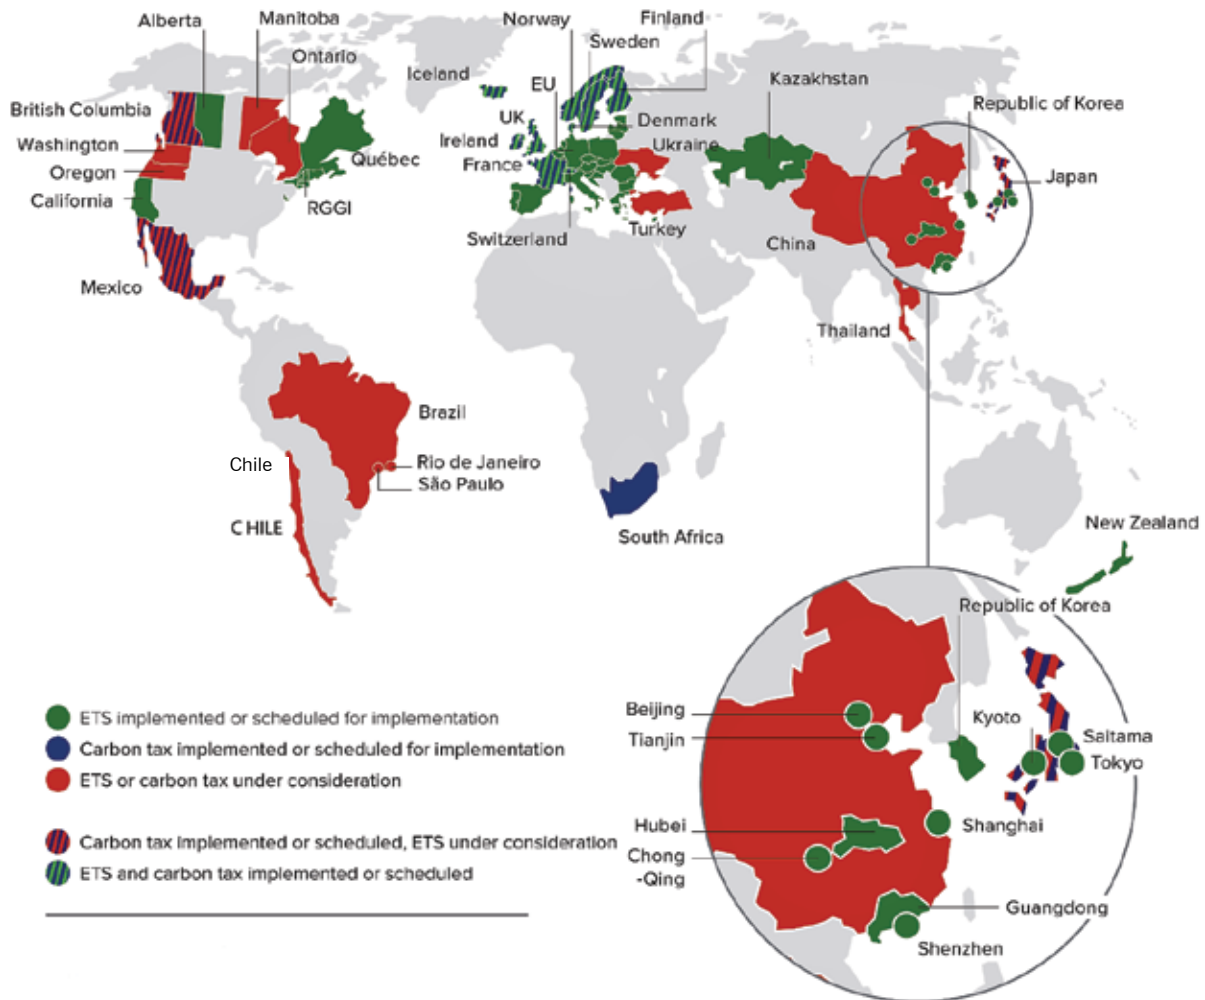 Alberta
Manitoba
Norway
Finland
Sweden
Ontario
Iceland
Kazakhstan
EU
British Columbia
Republic of Korea
UK
Denmark
Washington
Ireland
Ukraine
Québec
France
Oregon
Japan
California
RGGI
Turkey
Switzerland
China
Mexico
Thailand
Brazil
Chile
Rio de Janeiro
São Paulo
CHILE
South Africa
New Zealand
Republic of Korea
Beijing
Kyoto
Tianjin
Saitama
Tokyo
Hubei
Shanghai
Chong
-Qing
Guangdong
Shenzhen
ETS implemented or scheduled for implementation
Carbon tax implemented or scheduled for implementation
ETS or carbon tax under consideration
Carbon tax implemented or scheduled, ETS under consideration
ETS and carbon tax implemented or scheduled